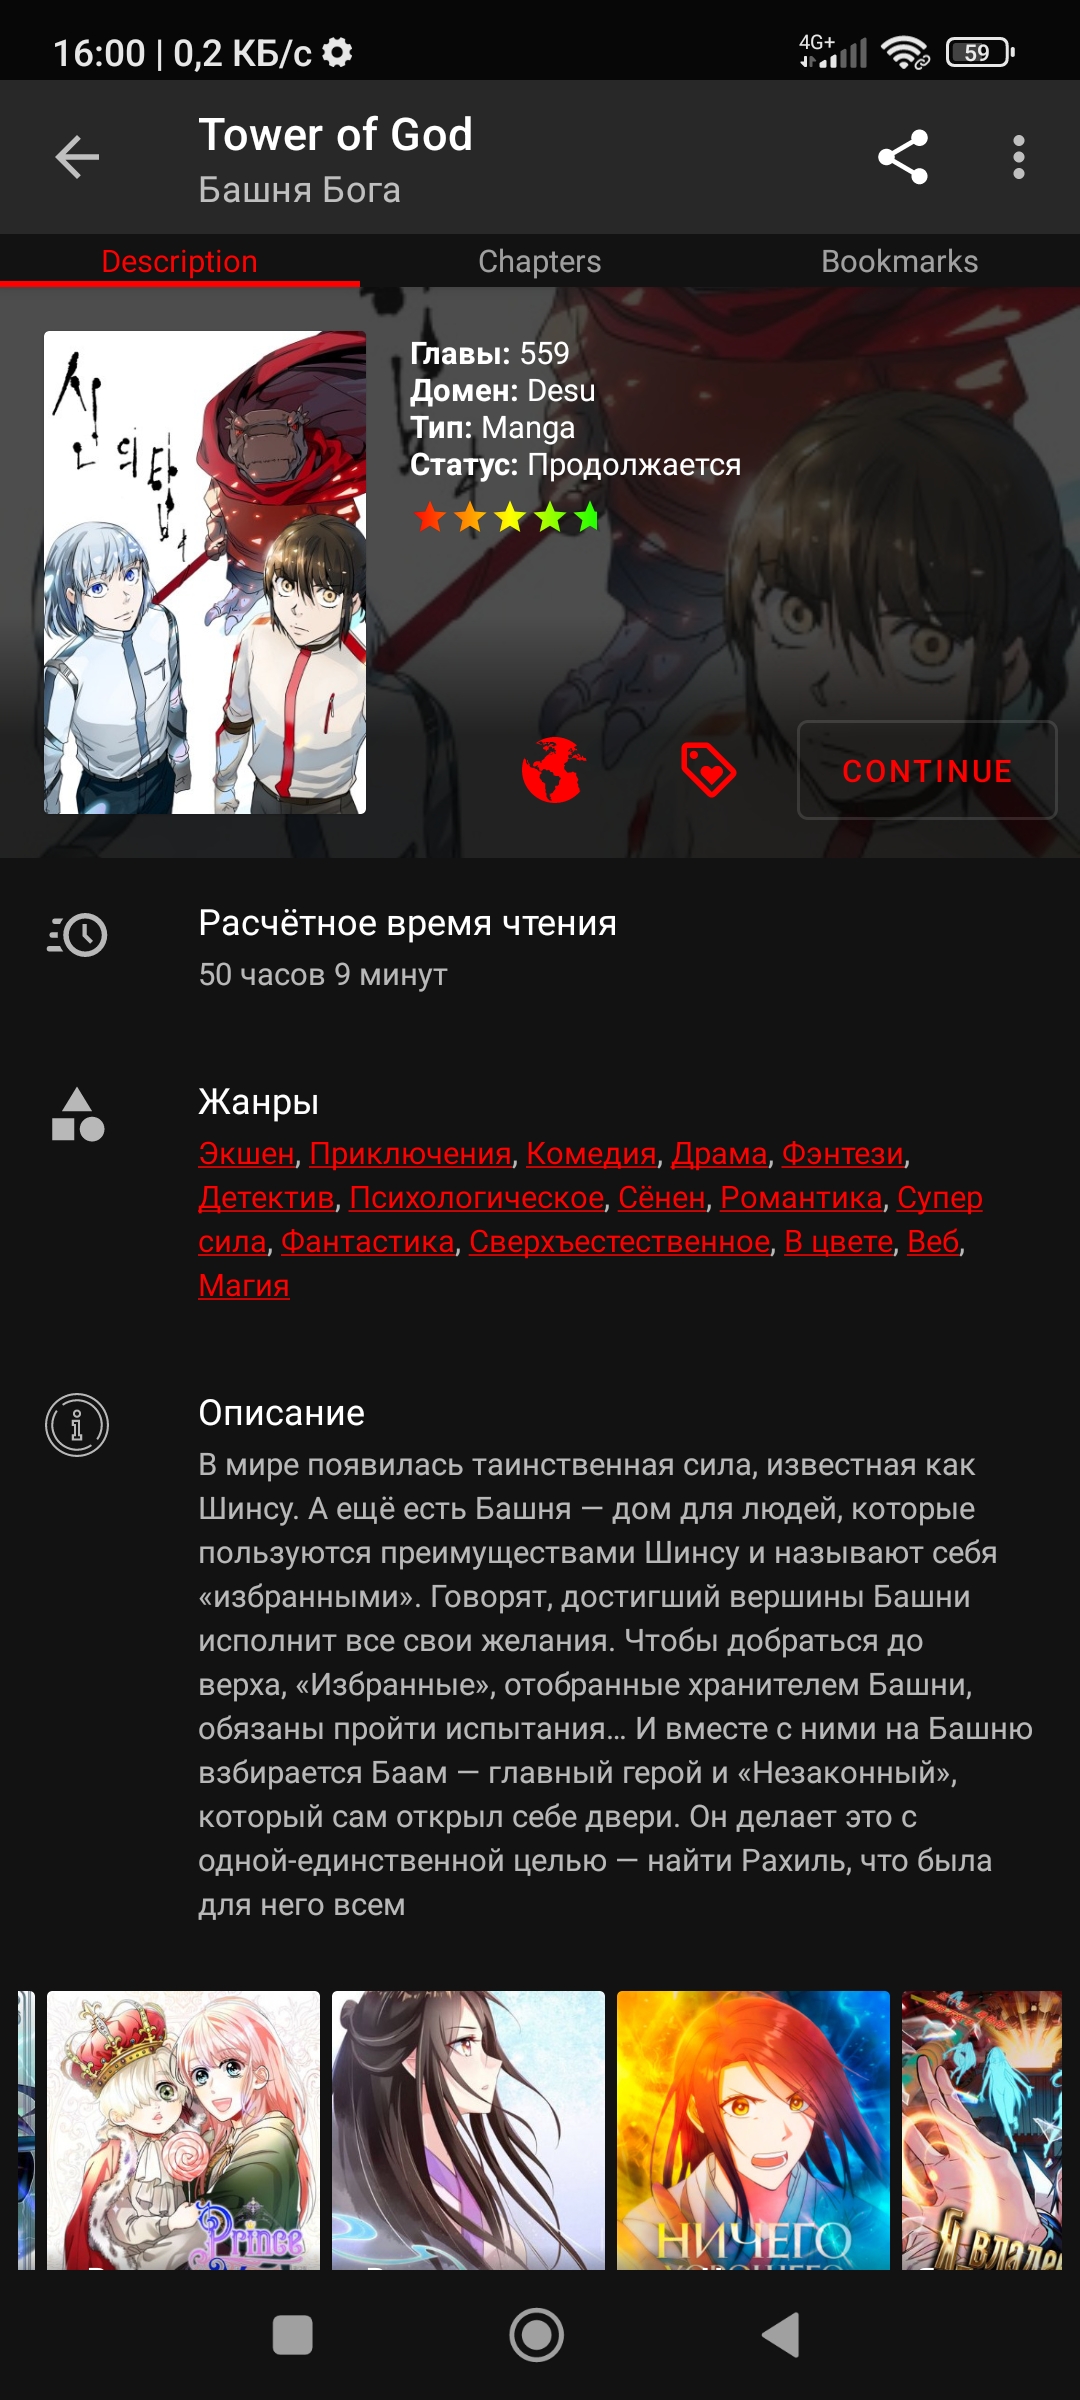 16:00 | 0,2 КБ/с
4G+
59
Tower of God
Башня Бога
Description
Chapters
Bookmarks
신
의 탑
Главы: 559
Домен: Desu
Тип: Manga
Статус: Продолжается
CONTINUE
Расчётное время чтения
50 часов 9 минут
Жанры
Экшен, Приключения, Комедия, Драма, Фэнтези,
Детектив, Психологическое, Сёнен, Романтика, Супер
сила, Фантастика, Сверхъестественное, В цвете, Веб,
Магия
Описание
В мире появилась таинственная сила, известная как
Шинсу. А ещё есть Башня — дом для людей, которые
пользуются преимуществами Шинсу и называют себя
«избранными». Говорят, достигший вершины Башни
исполнит все свои желания. Чтобы добраться до
верха, «Избранные», отобранные хранителем Башни,
обязаны пройти испытания... И вместе с ними на Башню
взбирается Баам — главный герой и «Незаконный»,
который сам открыл себе двери. Он делает это с
одной-единственной целью — найти Рахиль, что была
для него всем
Prince
НИЧЕГО
Я владе